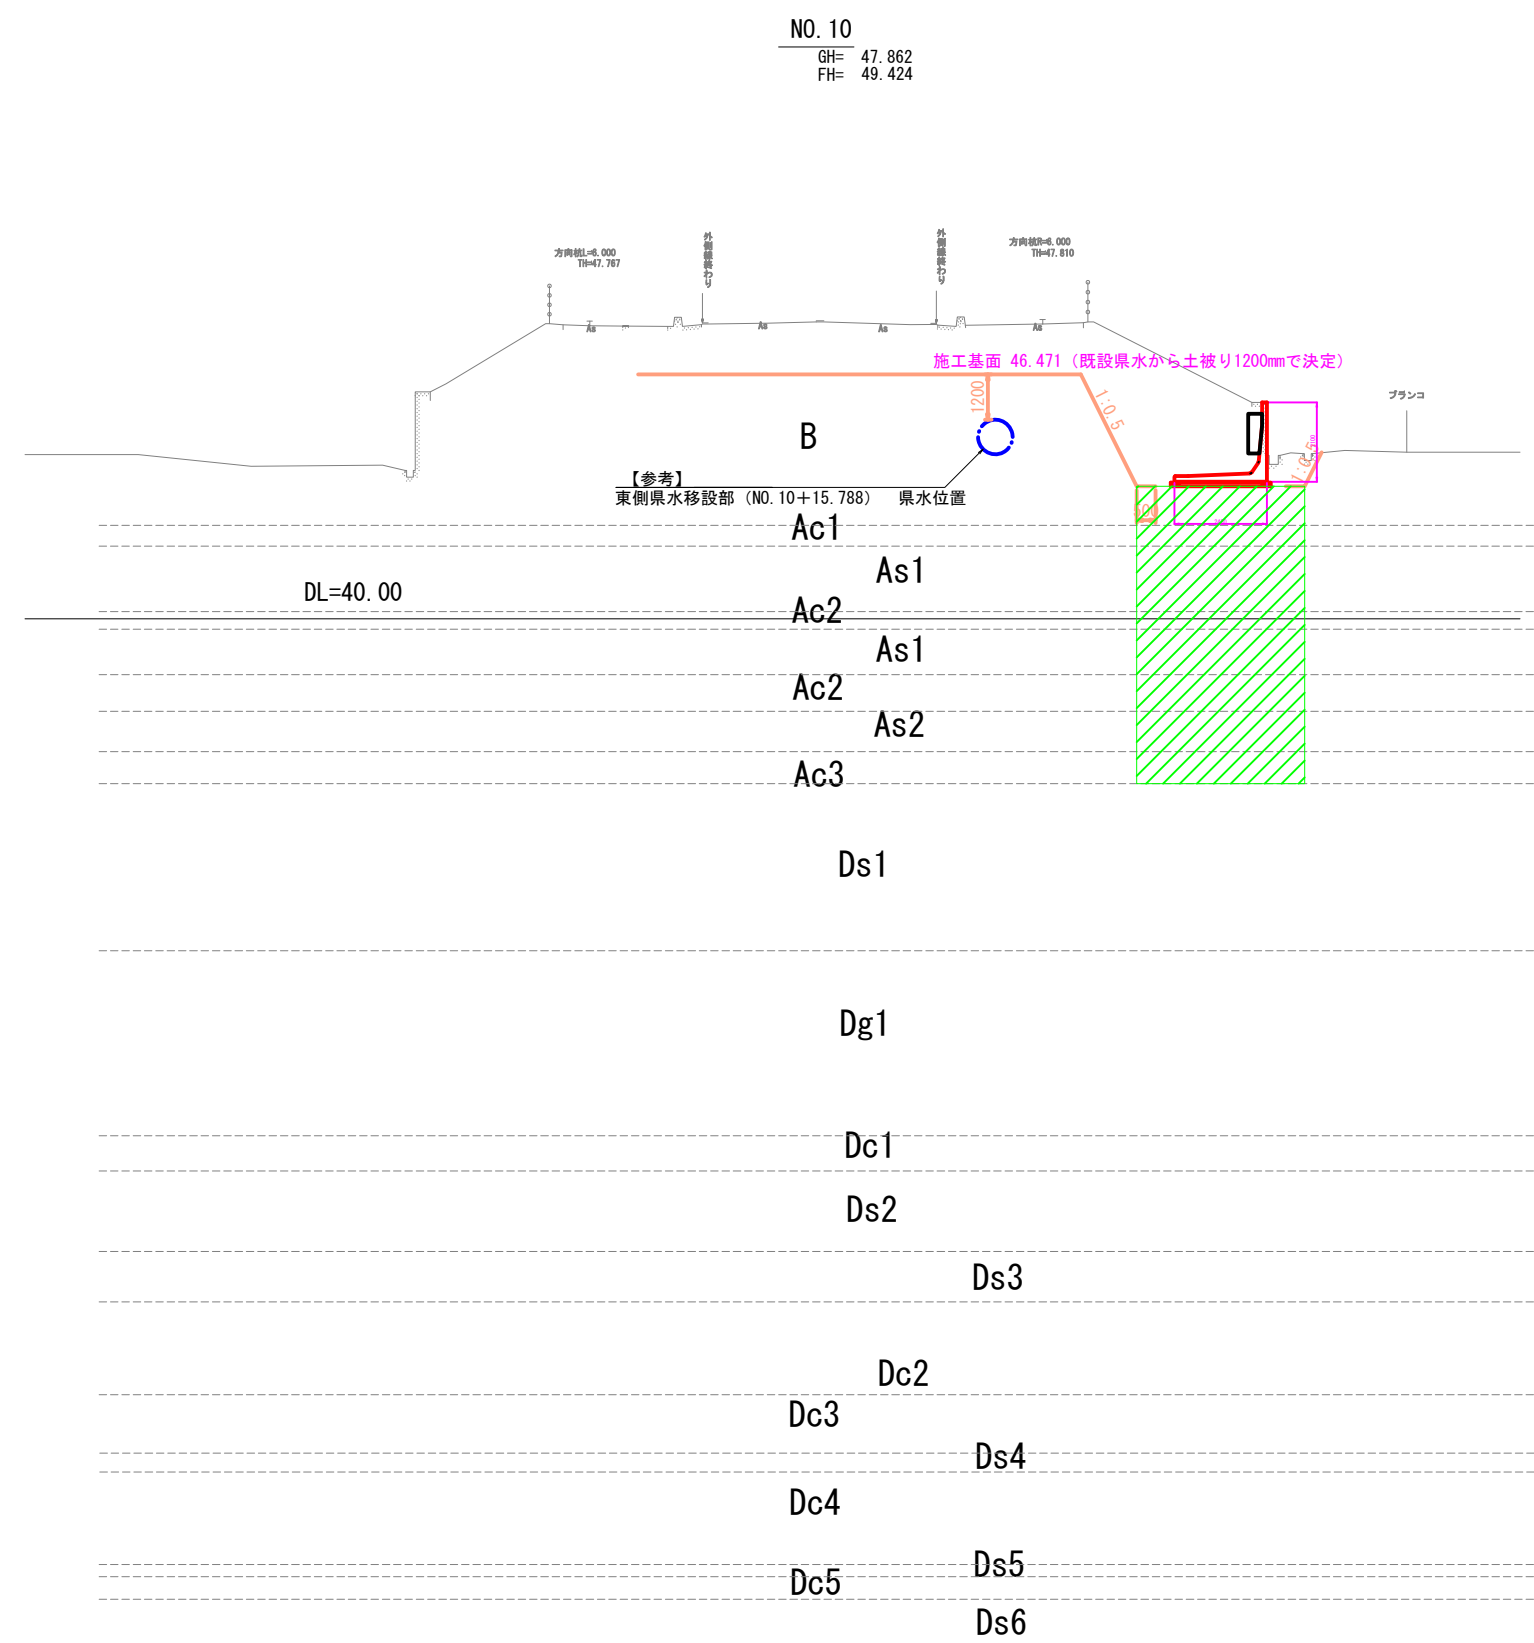 NO. 10
GH= 47. 862
FH= 49. 424
方向杭L=6.000
TH=47.767
外側線終わり
外側線終わり
方向杭R=6.000
TH=47.810
As
As
As
As
施工基面 46.471 (既設県水から土被り1200mmで決定)
1200
1:0.5
ブランコ
B
1:0.5
【参考】
東側県水移設部 (NO.10+15.788) 県水位置
500
Ac1
As1
DL=40. 00
Ac2
As1
Ac2
As2
Ac3
Ds1
Dg1
Dc1
Ds2
Ds3
Dc2
Dc3
Ds4
Dc4
Ds5
Dc5
Ds6